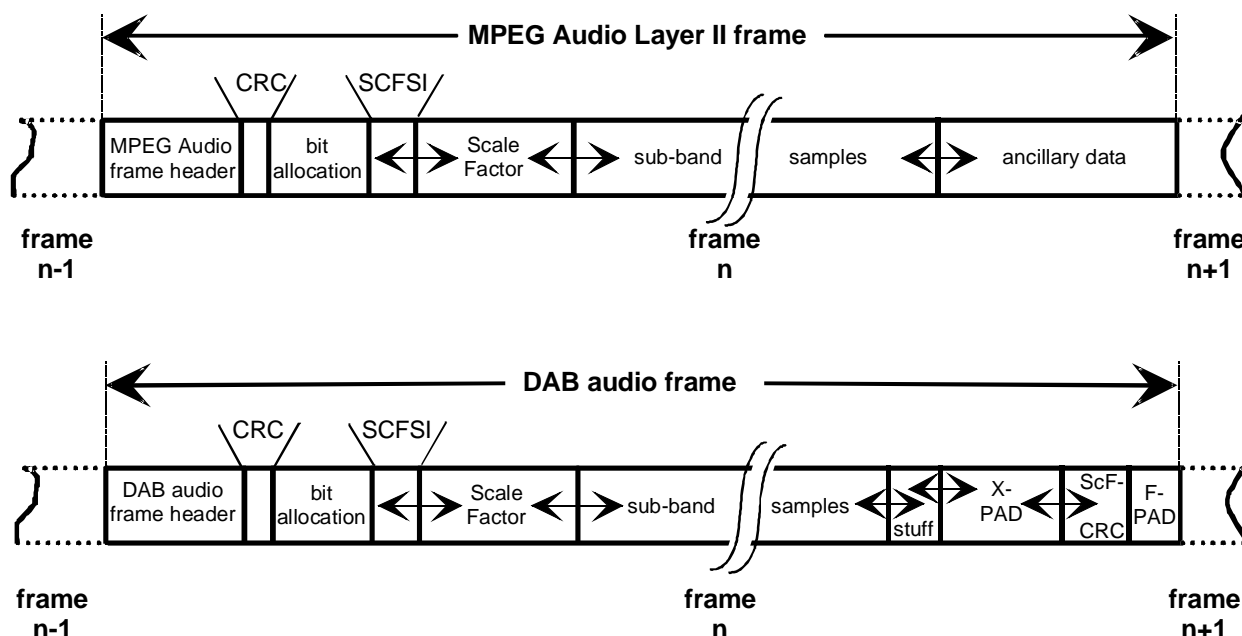 MPEG Audio Layer II frame
CRC SCFSI
MPEG Audio
frame header
bit
allocation
Scale
Factor
sub-band samples
ancillary data
frame
n-1
frame
n
frame
n+1
DAB audio frame
CRC SCFSI
DAB audio
frame header
bit
allocation
Scale
Factor
sub-band samples
stuff
X-
PAD
ScF-
CRC
F-
PAD
frame
n-1
frame
n
frame
n+1